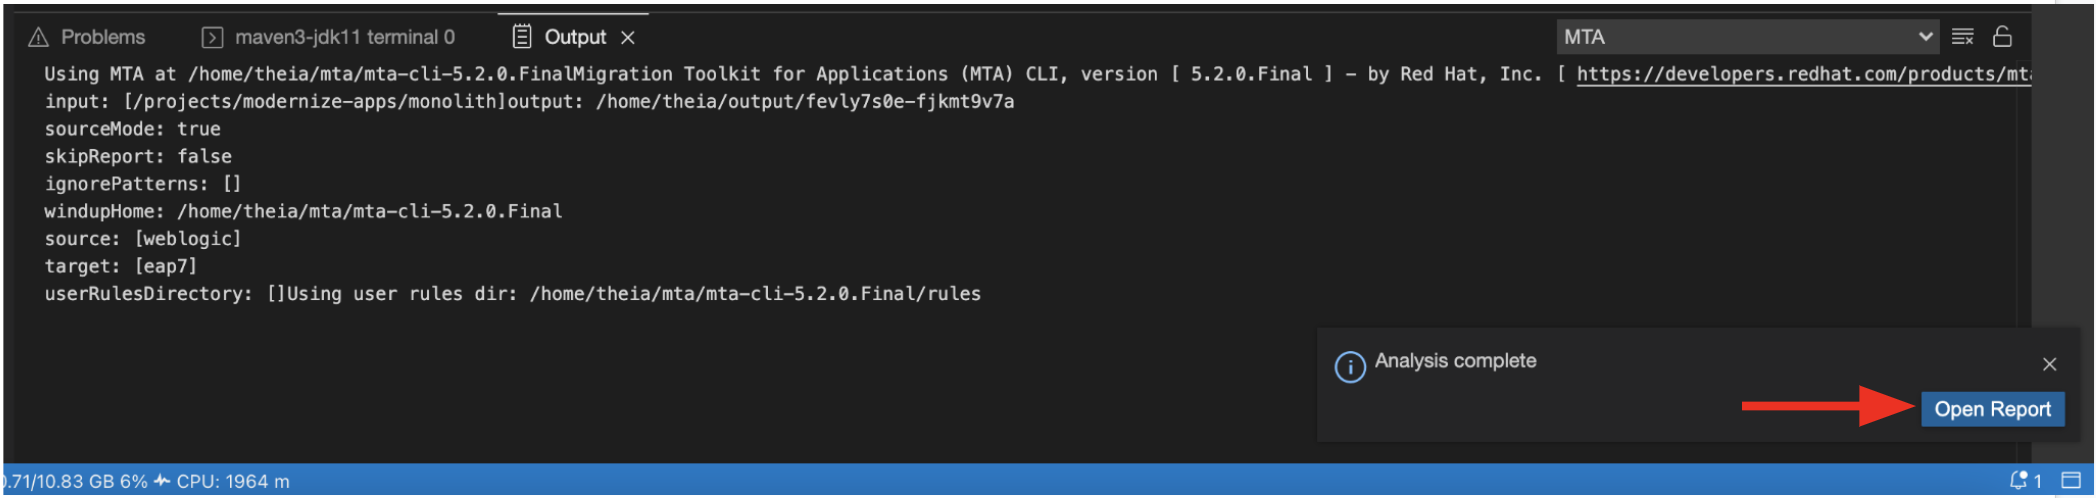 Problems maven3-jdk11 terminal 0 Output MTA
Using MTA at /home/theia/mta/mta-cli-5.2.0.FinalMigration Toolkit for Applications (MTA) CLI, version [ 5.2.0.Final ] – by Red Hat, Inc. [ https://developers.redhat.com/products/mta
input: [/projects/modernize-apps/monolith]output: /home/theia/output/fevly7s0e-fjkmt9v7a
sourceMode: true
skipReport: false
ignorePatterns: []
windupHome: /home/theia/mta/mta-cli-5.2.0.Final
source: [weblogic]
target: [eap7]
userRulesDirectory: []Using user rules dir: /home/theia/mta/mta-cli-5.2.0.Final/rules
Analysis complete
Open Report
0.71/10.83 GB 6% CPU: 1964 m 1